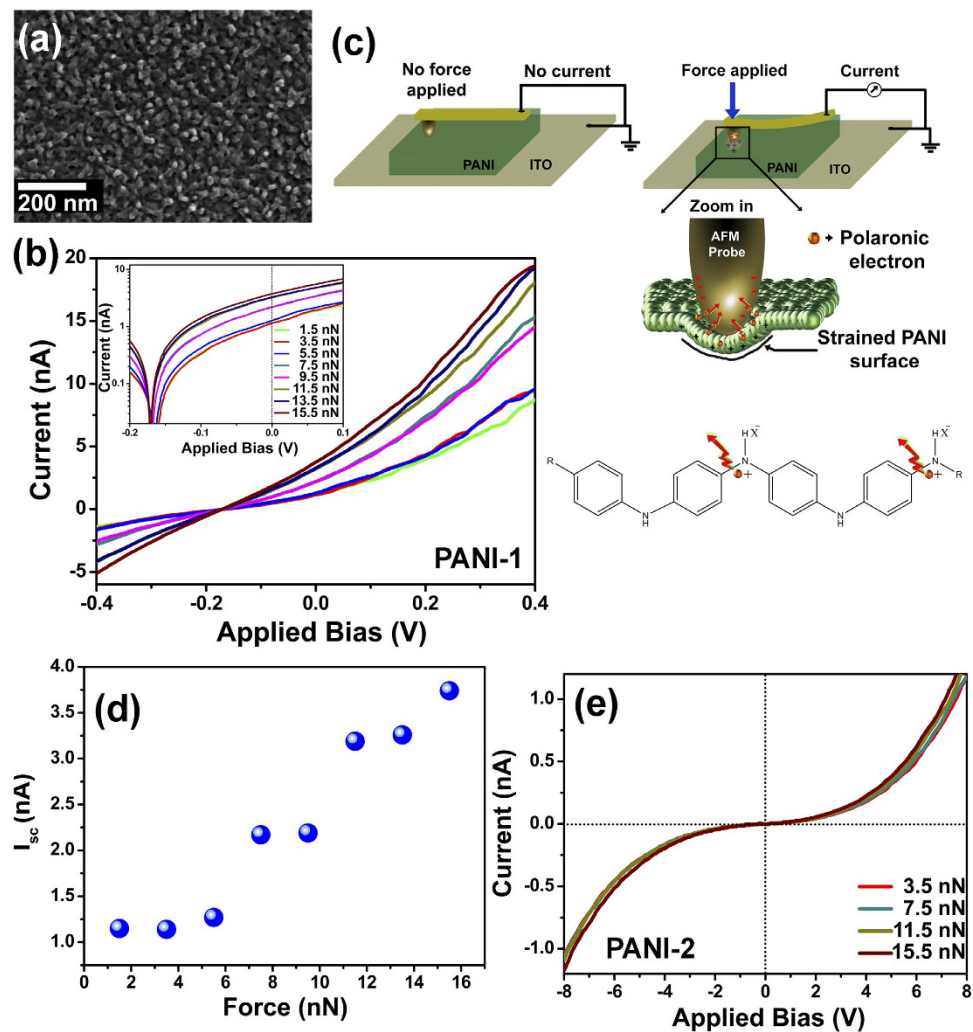 (a)
200 nm
(c)
No force
applied
No current
PANI
ITO
Force applied
Current
PANI
ITO
Zoom in
AFM
Probe
Polaronic
electron
Strained PANI
surface
H X⁻
N
+
R
N
H
H X⁻
N
+
R
N
H
(b)
Current (nA)
20
15
10
5
0
-5
-0.4
-0.2
0.0
0.2
0.4
Applied Bias (V)
PANI-1
Current (nA)
10
1
0.1
-0.2
-0.1
0.0
0.1
Applied Bias (V)
1.5 nN
3.5 nN
5.5 nN
7.5 nN
9.5 nN
11.5 nN
13.5 nN
15.5 nN
(d)
I_sc (nA)
4.0
3.5
3.0
2.5
2.0
1.5
1.0
0
2
4
6
8
10
12
14
16
Force (nN)
(e)
Current (nA)
1.0
0.5
0.0
-0.5
-1.0
-8
-6
-4
-2
0
2
4
6
8
Applied Bias (V)
PANI-2
3.5 nN
7.5 nN
11.5 nN
15.5 nN